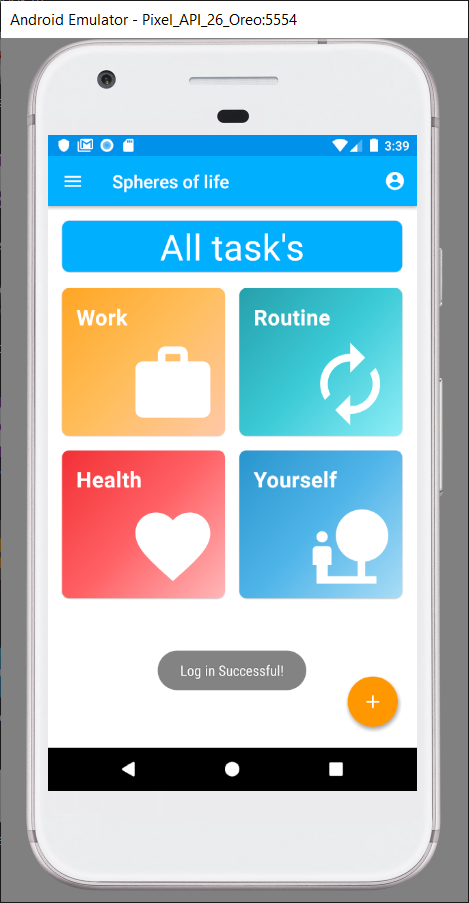 Android Emulator - Pixel_API_26_Oreo:5554
3:39
Spheres of life
All task's
Work
Routine
Health
Yourself
Log in Successful!
+